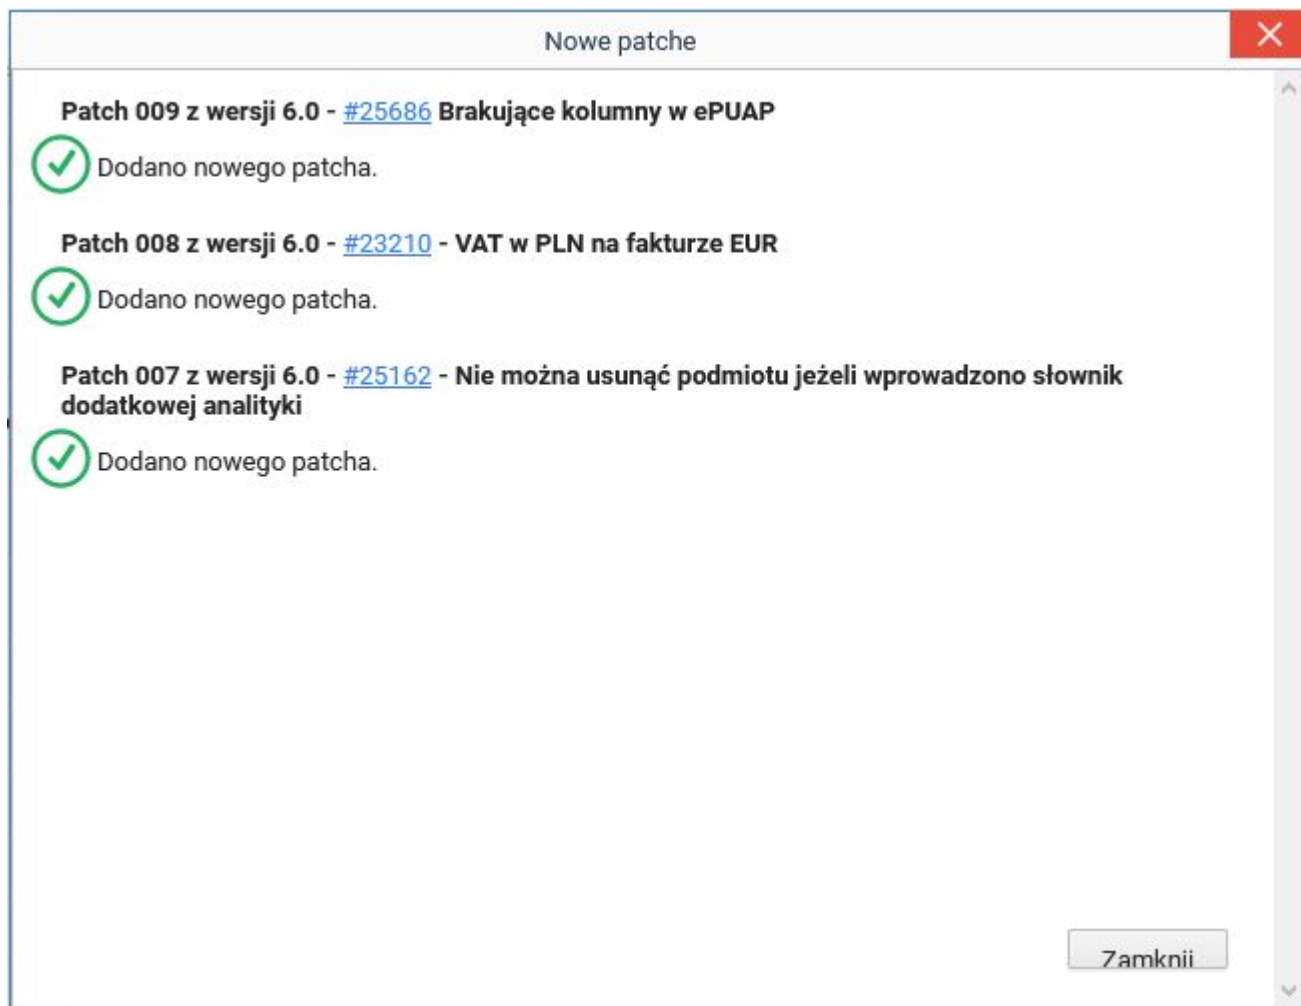 Nowe patche
Patch 009 z wersji 6.0 - #25686 Brakujące kolumny w ePUAP
Dodano nowego patcha.
Patch 008 z wersji 6.0 - #23210 - VAT w PLN na fakturze EUR
Dodano nowego patcha.
Patch 007 z wersji 6.0 - #25162 - Nie można usunąć podmiotu jeżeli wprowadzono słownik
dodatkowej analityki
Dodano nowego patcha.
Zamknij